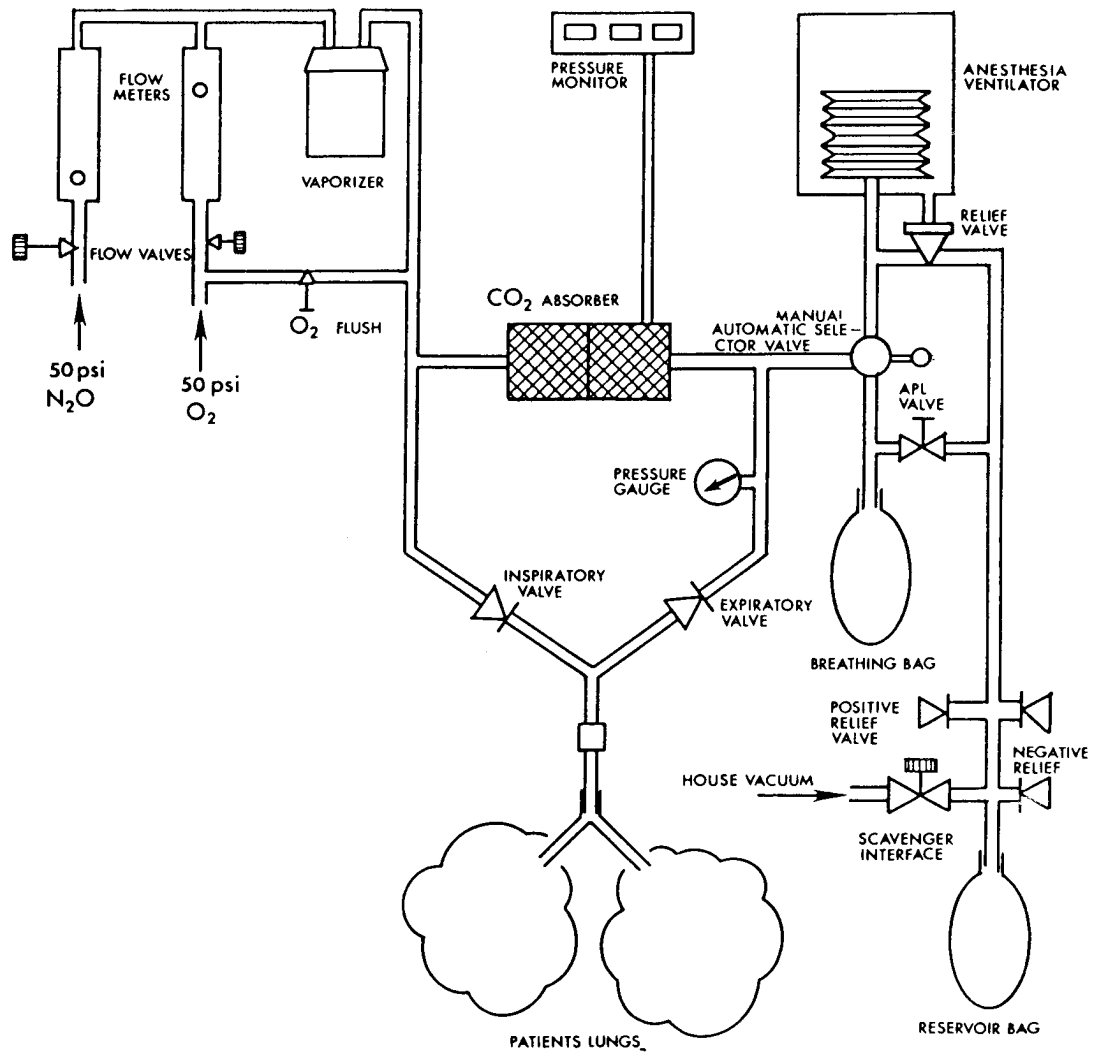 FLOW
METERS
VAPORIZER
PRESSURE
MONITOR
ANESTHESIA
VENTILATOR
RELIEF
VALVE
FLOW VALVES
O2 FLUSH
CO2 ABSORBER
MANUAL
AUTOMATIC SELE-
CTOR VALVE
50 psi
N2O
50 psi
O2
APL
VALVE
PRESSURE
GAUGE
INSPIRATORY
VALVE
EXPIRATORY
VALVE
BREATHING BAG
POSITIVE
RELIEF
VALVE
NEGATIVE
RELIEF
HOUSE VACUUM
SCAVENGER
INTERFACE
RESERVOIR BAG
PATIENTS LUNGS